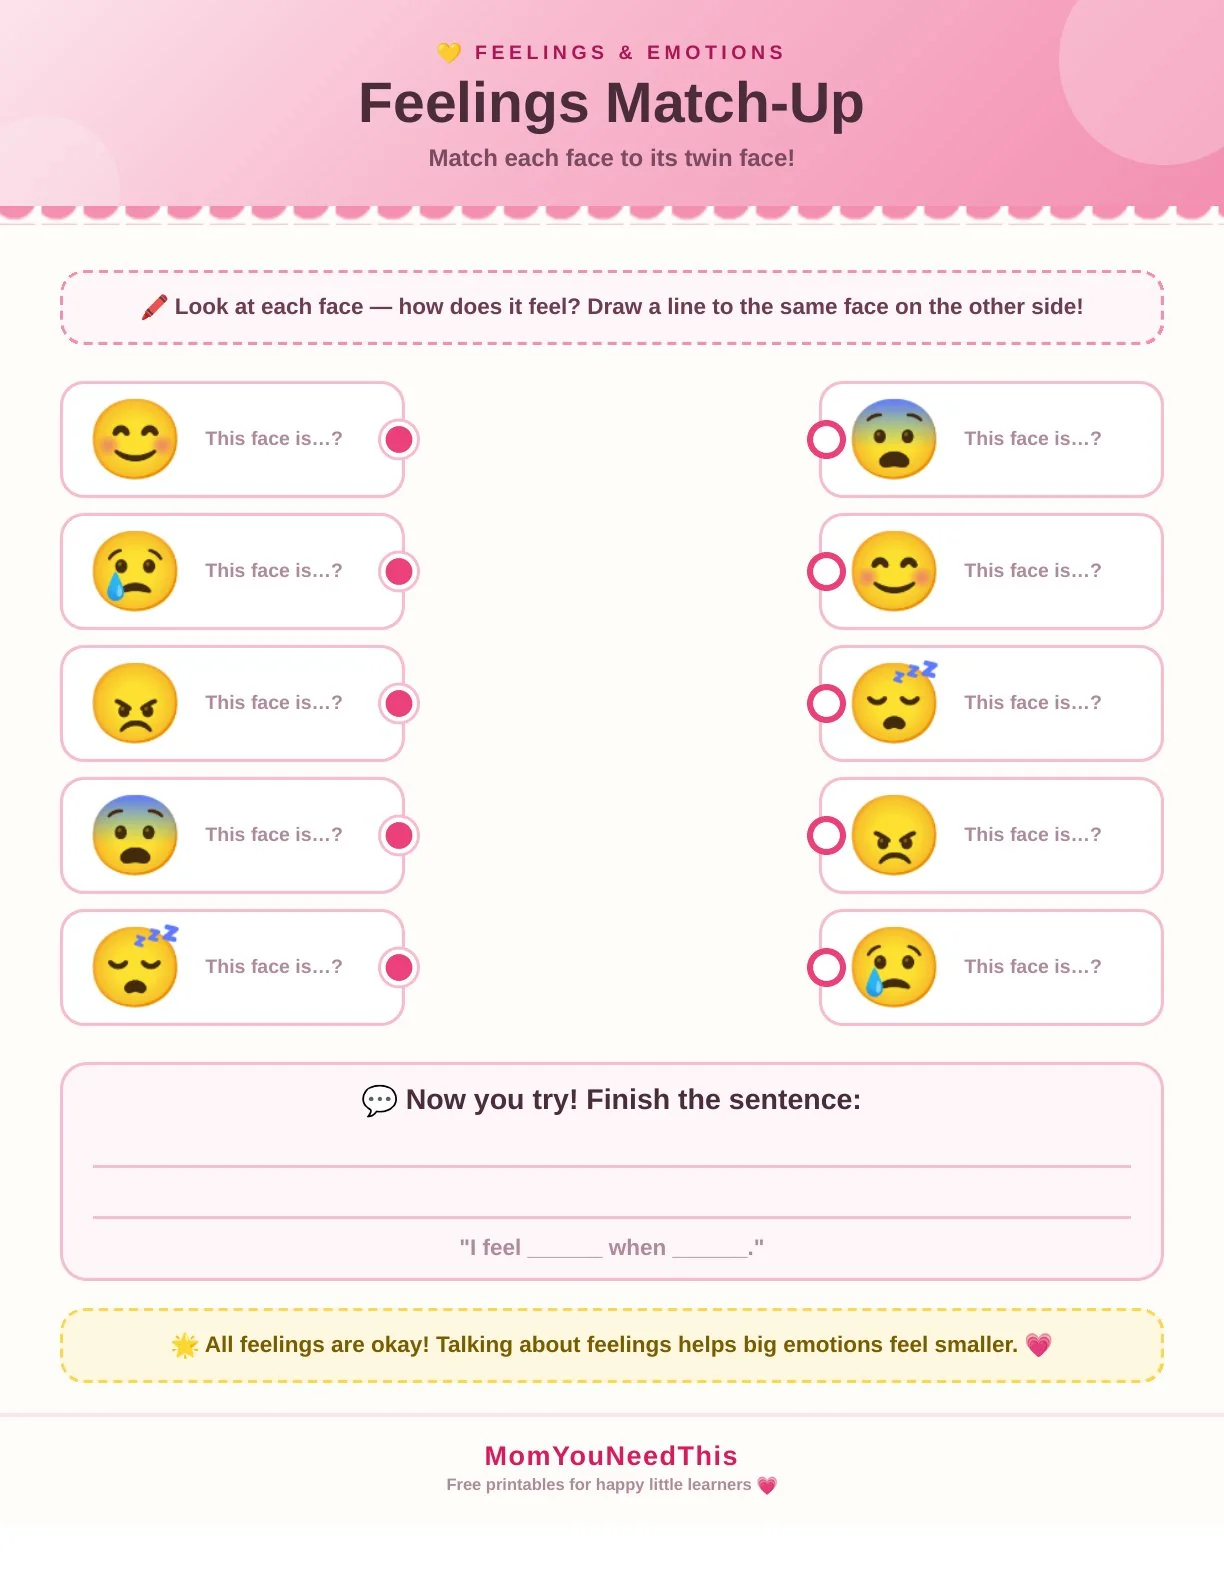 💛 FEELINGS & EMOTIONS
Feelings Match-Up
Match each face to its twin face!
🖍️ Look at each face — how does it feel? Draw a line to the same face on the other side!
This face is...?
This face is...?
This face is...?
This face is...?
This face is...?
This face is...?
This face is...?
This face is...?
This face is...?
This face is...?
💬 Now you try! Finish the sentence:
"I feel ______ when ______."
🌟 All feelings are okay! Talking about feelings helps big emotions feel smaller. 💗
MomYouNeedThis
Free printables for happy little learners 💗